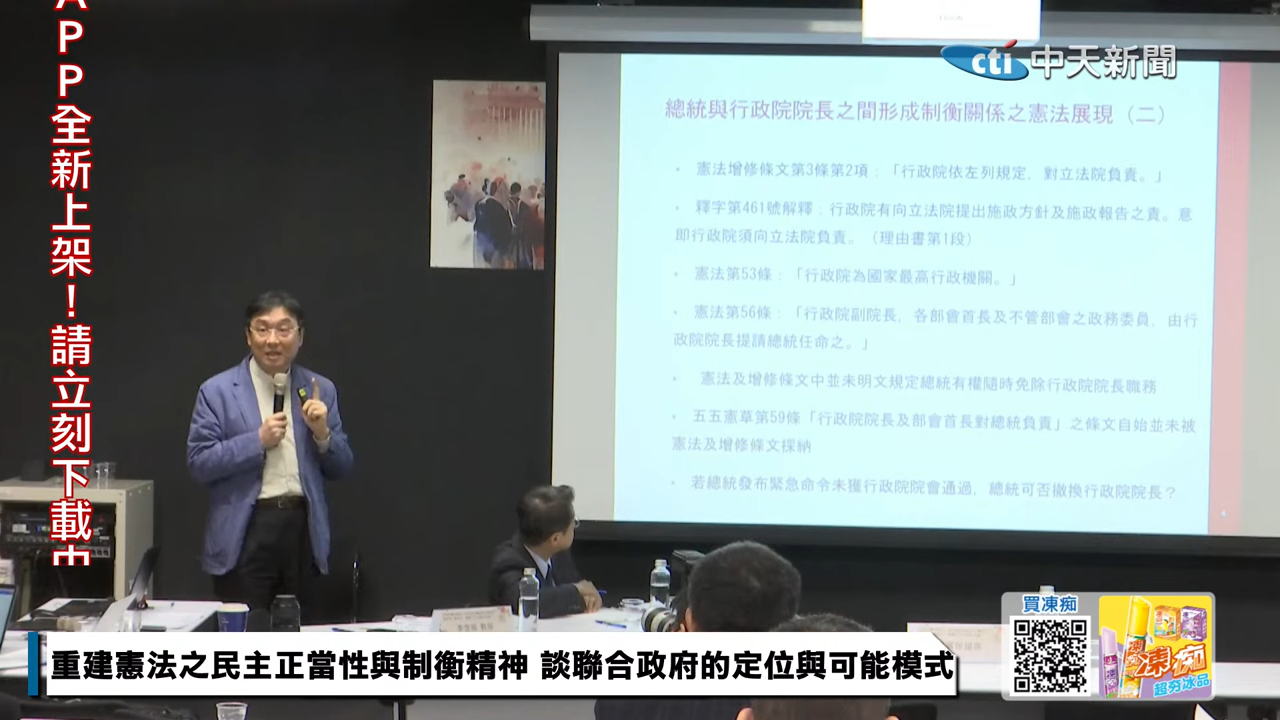 APP全新上架！請立刻下載中
cti 中天新聞
總統與行政院院長之間形成制衡關係之憲法展現（二）
• 憲法增修條文第3條第2項：「行政院依左列規定，對立法院負責。」
• 釋字第461號解釋：行政院有向立法院提出施政方針及施政報告之責。意
即行政院須向立法院負責。（理由書第1段）
• 憲法第53條：「行政院為國家最高行政機關。」
• 憲法第56條：「行政院副院長，各部會首長及不管部會之政務委員，由行
政院院長提請總統任命之。」
• 憲法及增修條文中並未明文規定總統有權隨時免除行政院院長職務
• 五五憲草第59條「行政院院長及部會首長對總統負責」之條文自始並未被
憲法及增修條文採納
• 若總統發布緊急命令未獲行政院院會通過，總統可否撤換行政院院長？
4
買凍痴
凍痴
超夯冰品
重建憲法之民主正當性與制衡精神 談聯合政府的定位與可能模式